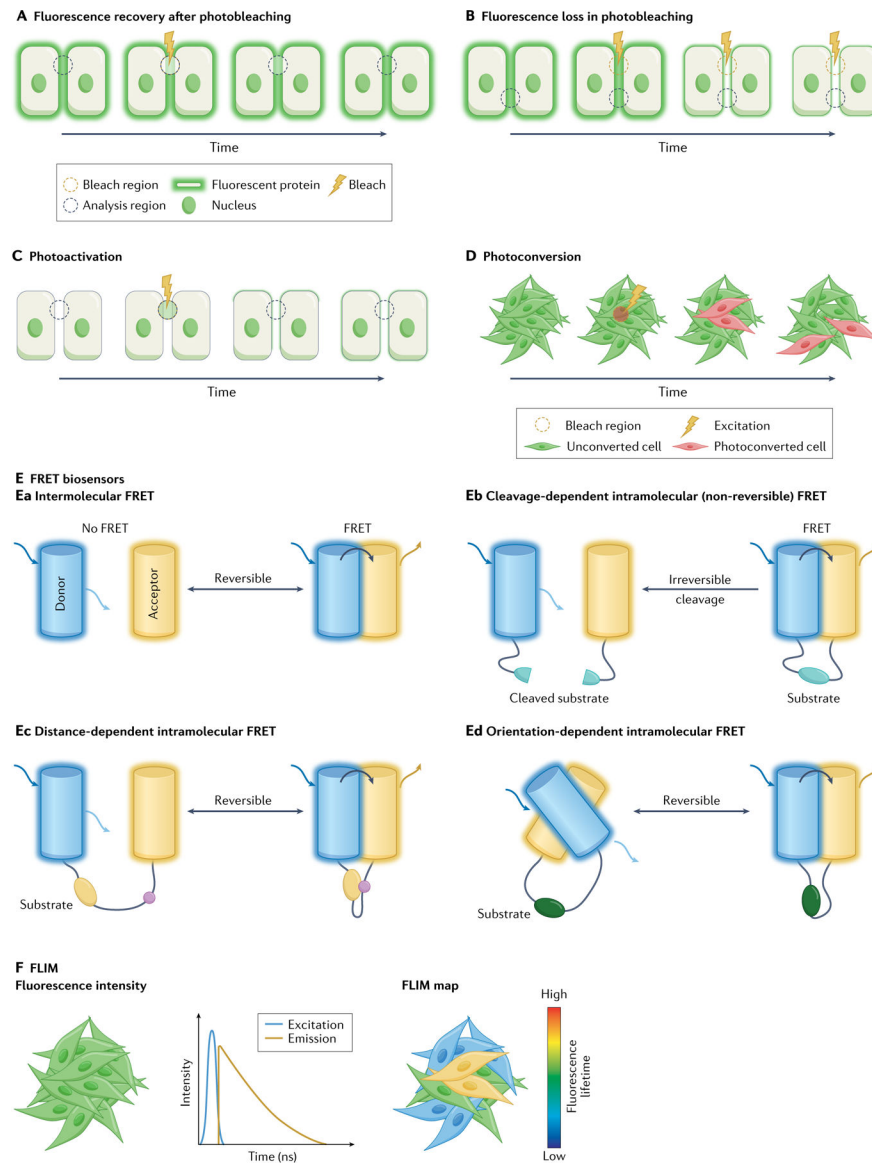 A Fluorescence recovery after photobleaching
Time
Bleach region
Fluorescent protein
Bleach
Analysis region
Nucleus
B Fluorescence loss in photobleaching
Time
C Photoactivation
Time
D Photoconversion
Time
Bleach region
Excitation
Unconverted cell
Photoconverted cell
E FRET biosensors
Ea Intermolecular FRET
No FRET
FRET
Donor
Acceptor
Reversible
Eb Cleavage-dependent intramolecular (non-reversible) FRET
FRET
Irreversible
cleavage
Cleaved substrate
Substrate
Ec Distance-dependent intramolecular FRET
Reversible
Substrate
Ed Orientation-dependent intramolecular FRET
Reversible
Substrate
F FLIM
Fluorescence intensity
Intensity
Excitation
Emission
Time (ns)
FLIM map
High
Fluorescence
lifetime
Low